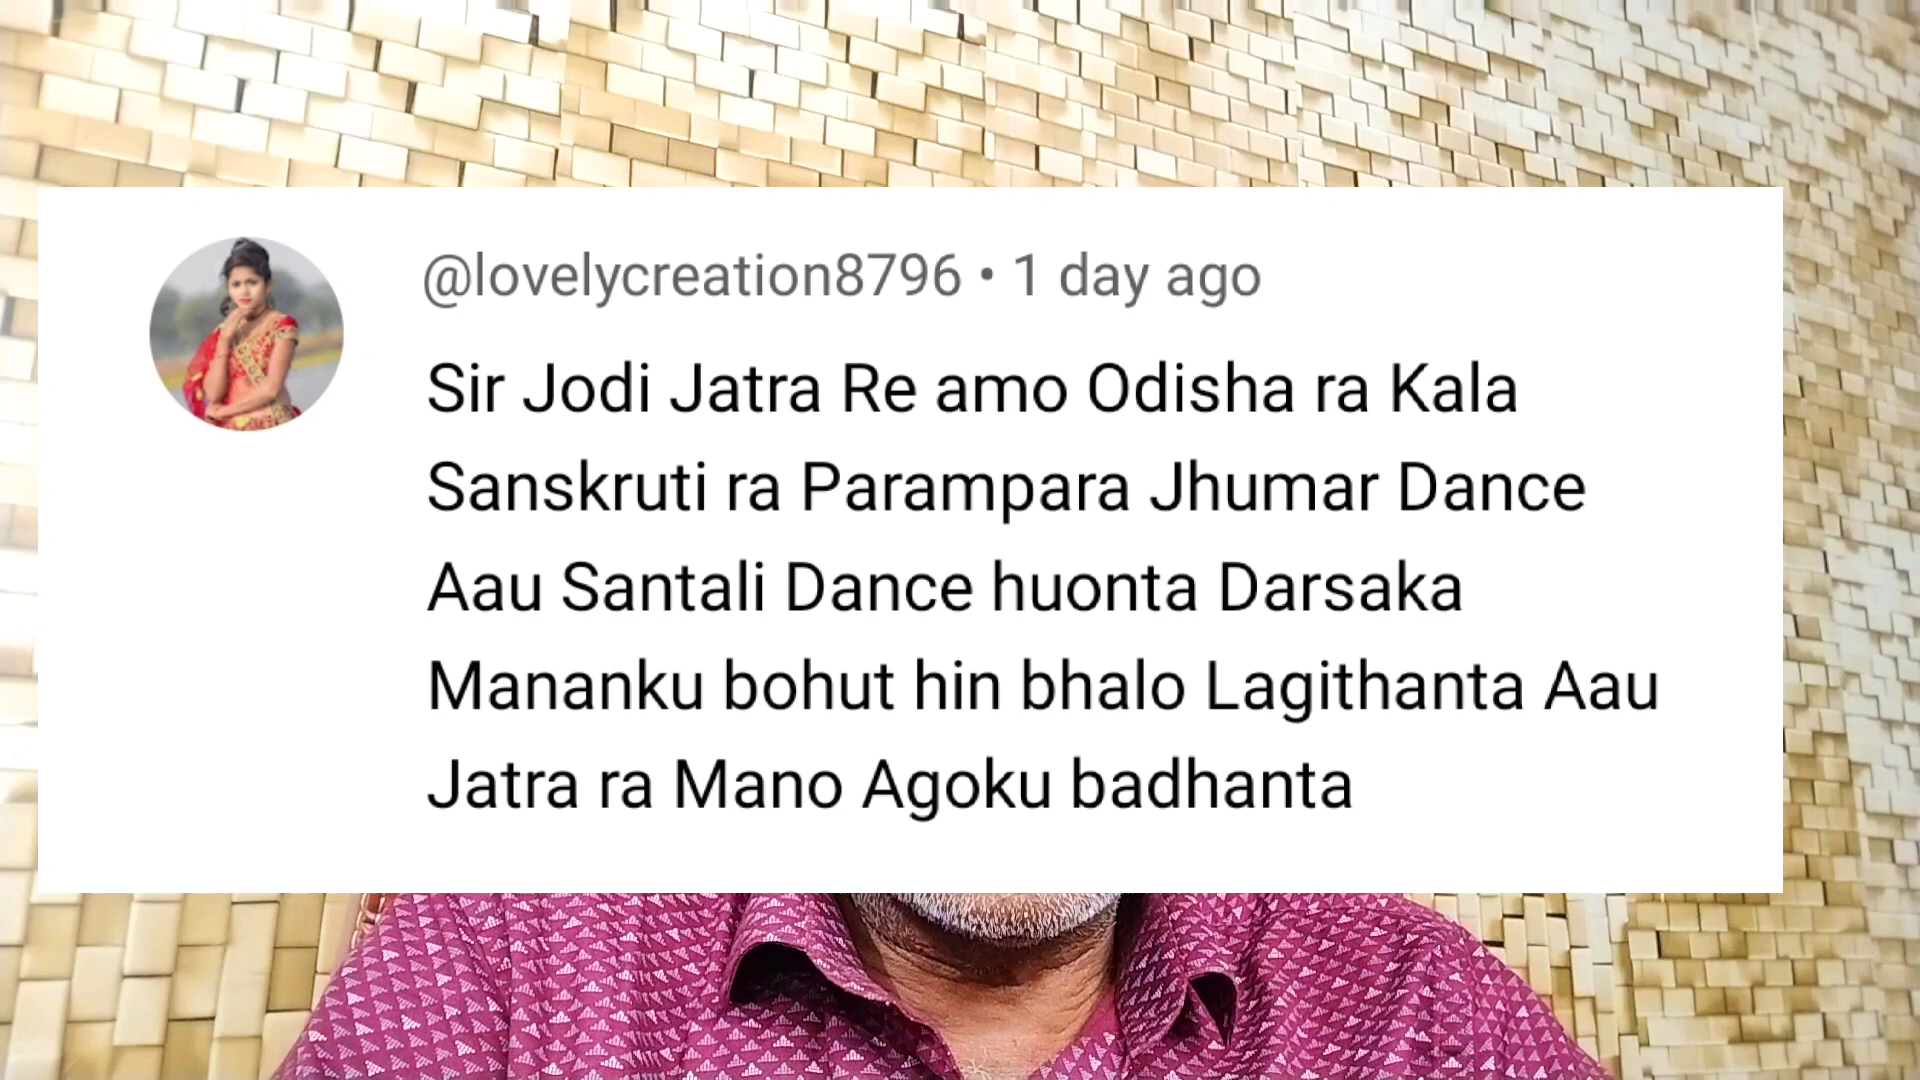 @lovelycreation8796 • 1 day ago
Sir Jodi Jatra Re amo Odisha ra Kala
Sanskruti ra Parampara Jhumar Dance
Aau Santali Dance huonta Darsaka
Mananku bohut hin bhalo Lagithanta Aau
Jatra ra Mano Agoku badhanta